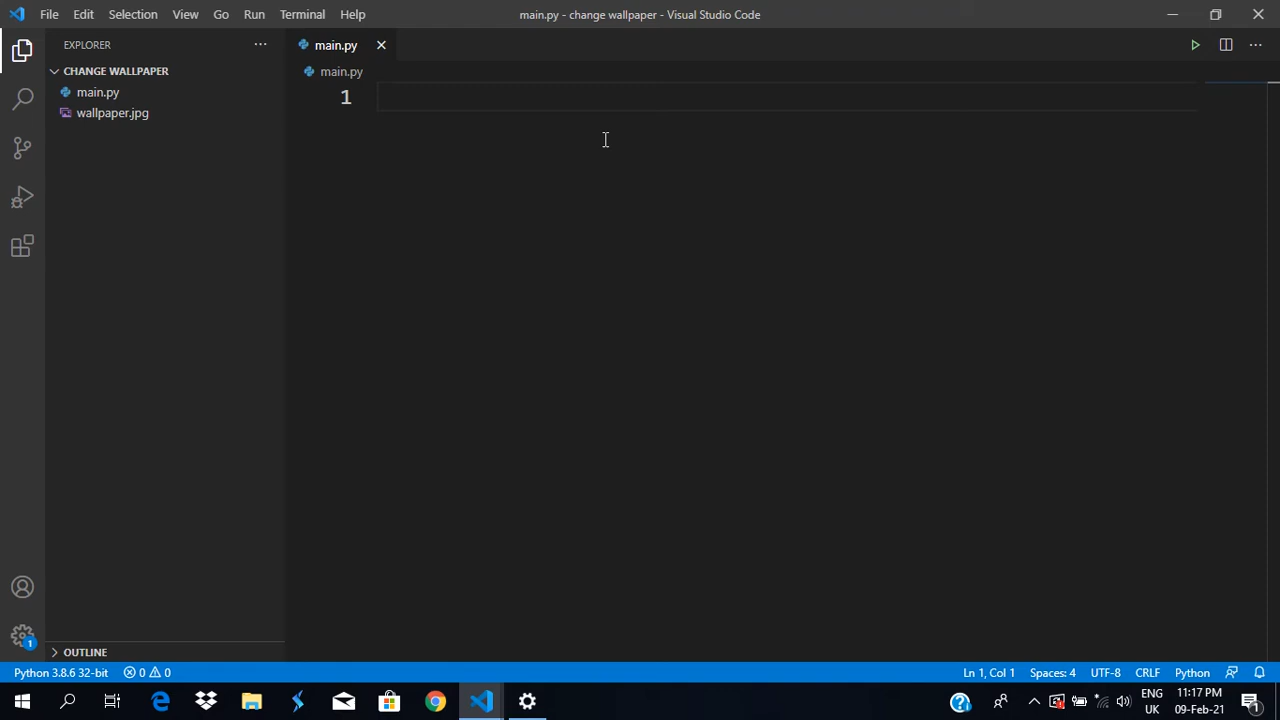 File Edit Selection View Go Run Terminal Help
main.py - change wallpaper - Visual Studio Code
EXPLORER
main.py
CHANGE WALLPAPER
main.py
main.py
1
wallpaper.jpg
1
OUTLINE
Python 3.8.6 32-bit 0 0 Ln 1, Col 1 Spaces: 4 UTF-8 CRLF Python
ENG
UK
11:17 PM
09-Feb-21
1